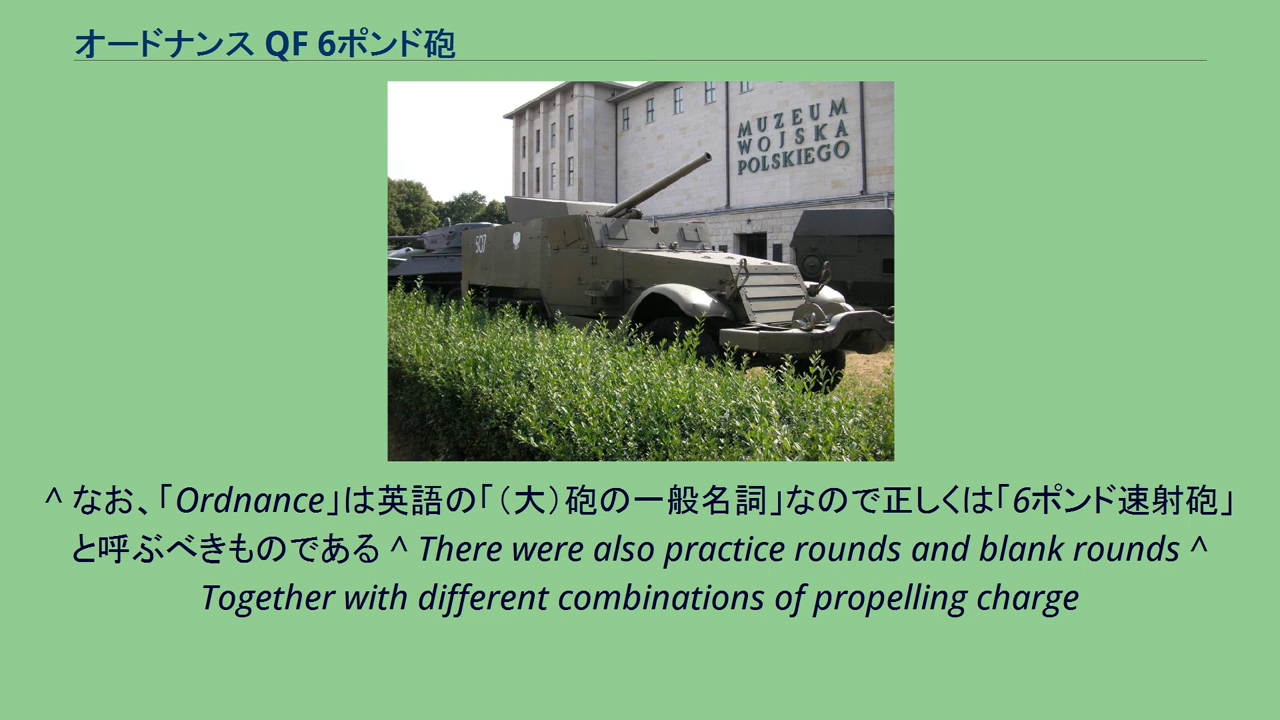 オードナンス QF 6ポンド砲
MUZEUM
WOJSKA
POLSKIEGO
507
^ なお、「Ordnance」は英語の「（大）砲の一般名詞」なので正しくは「6ポンド速射砲」
と呼ぶべきものである ^ There were also practice rounds and blank rounds ^
Together with different combinations of propelling charge